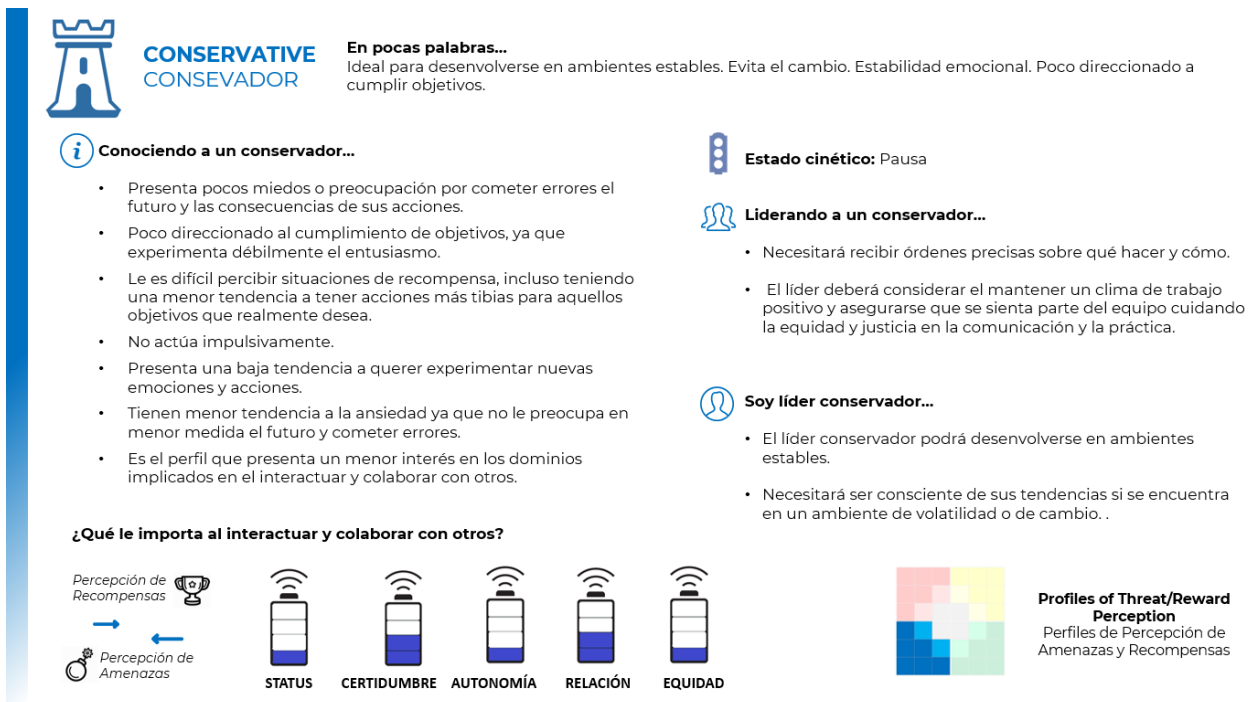 CONSERVATIVE
CONSEVADOR
En pocas palabras...
Ideal para desenvolverse en ambientes estables. Evita el cambio. Estabilidad emocional. Poco direccionado a
cumplir objetivos.
i
Conociendo a un conservador...
• Presenta pocos miedos o preocupación por cometer errores el
futuro y las consecuencias de sus acciones.
• Poco direccionado al cumplimiento de objetivos, ya que
experimenta débilmente el entusiasmo.
• Le es difícil percibir situaciones de recompensa, incluso teniendo
una menor tendencia a tener acciones más tibias para aquellos
objetivos que realmente desea.
• No actúa impulsivamente.
• Presenta una baja tendencia a querer experimentar nuevas
emociones y acciones.
• Tienen menor tendencia a la ansiedad ya que no le preocupa en
menor medida el futuro y cometer errores.
• Es el perfil que presenta un menor interés en los dominios
implicados en el interactuar y colaborar con otros.
Estado cinético: Pausa
Liderando a un conservador...
• Necesitará recibir órdenes precisas sobre qué hacer y cómo.
• El líder deberá considerar el mantener un clima de trabajo
positivo y asegurarse que se sienta parte del equipo cuidando
la equidad y justicia en la comunicación y la práctica.
Soy líder conservador...
• El líder conservador podrá desenvolverse en ambientes
estables.
• Necesitará ser consciente de sus tendencias si se encuentra
en un ambiente de volatilidad o de cambio. .
¿Qué le importa al interactuar y colaborar con otros?
Percepción de
Recompensas
Percepción de
Amenazas
STATUS
CERTIDUMBRE
AUTONOMÍA
RELACIÓN
EQUIDAD
Profiles of Threat/Reward
Perception
Perfiles de Percepción de
Amenazas y Recompensas